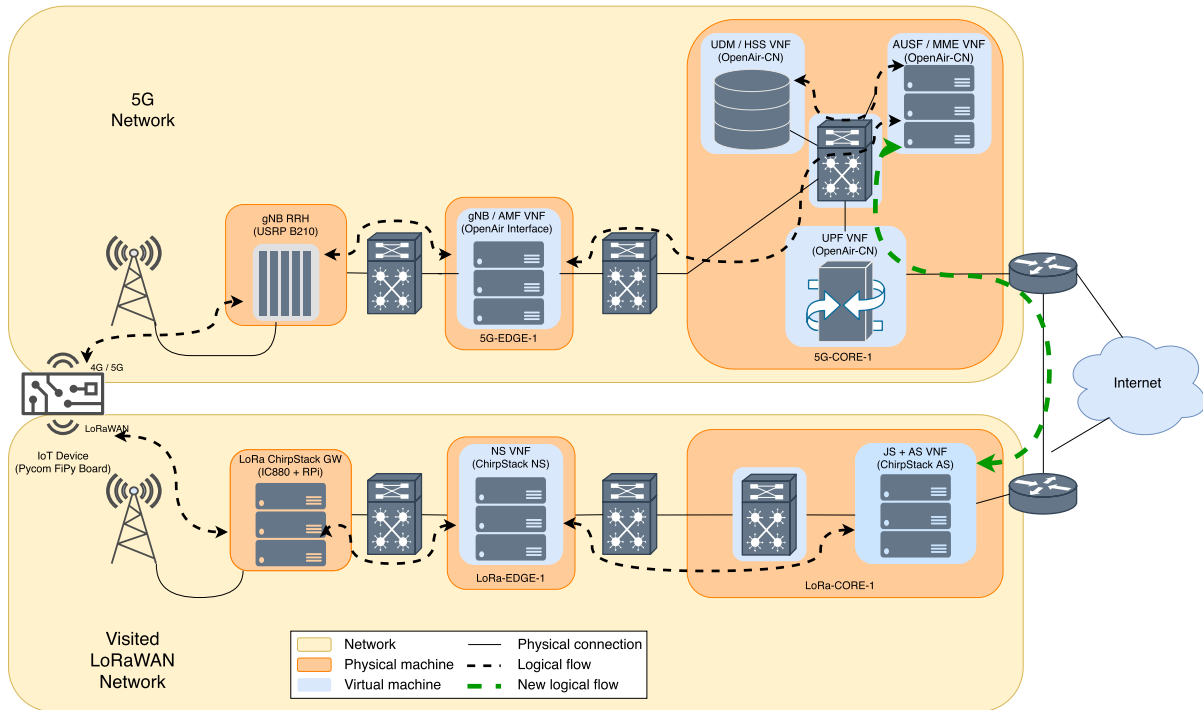 UDM / HSS VNF
(OpenAir-CN)
AUSF / MME VNF
(OpenAir-CN)
5G
Network
gNB RRH
(USRP B210)
gNB / AMF VNF
(OpenAir Interface)
UPF VNF
(OpenAir-CN)
5G-EDGE-1
5G-CORE-1
4G / 5G
Internet
LoRaWAN
IoT Device
(Pycom FiPy Board)
LoRa ChirpStack GW
(IC880 + RPi)
NS VNF
(ChirpStack NS)
JS + AS VNF
(ChirpStack AS)
LoRa-EDGE-1
LoRa-CORE-1
Visited
LoRaWAN
Network
Network
Physical connection
Physical machine
Logical flow
Virtual machine
New logical flow